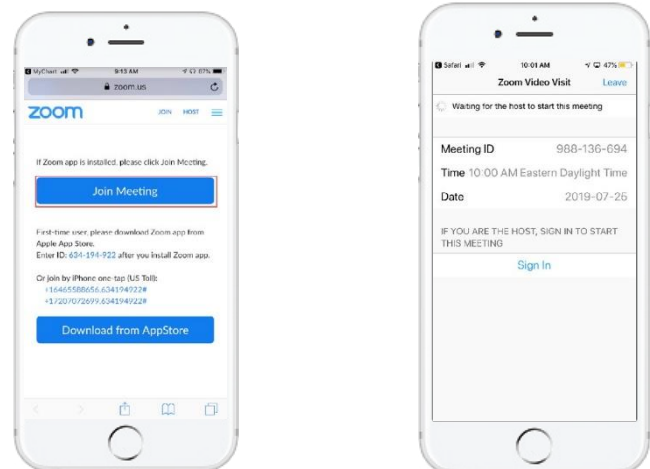 MyChart 9:13 AM 87%
zoom.us
zoom JOIN HOST
If Zoom app is installed, please click Join Meeting.
Join Meeting
First-time user, please download Zoom app from
Apple App Store.
Enter ID: 634-194-922 after you install Zoom app.
Or join by iPhone one-tap (US Toll):
+16465588656,634194922#
+17207072699,634194922#
Download from AppStore
Safari 10:01 AM 47%
Zoom Video Visit Leave
Waiting for the host to start this meeting
Meeting ID 988-136-694
Time 10:00 AM Eastern Daylight Time
Date 2019-07-26
IF YOU ARE THE HOST, SIGN IN TO START
THIS MEETING
Sign In